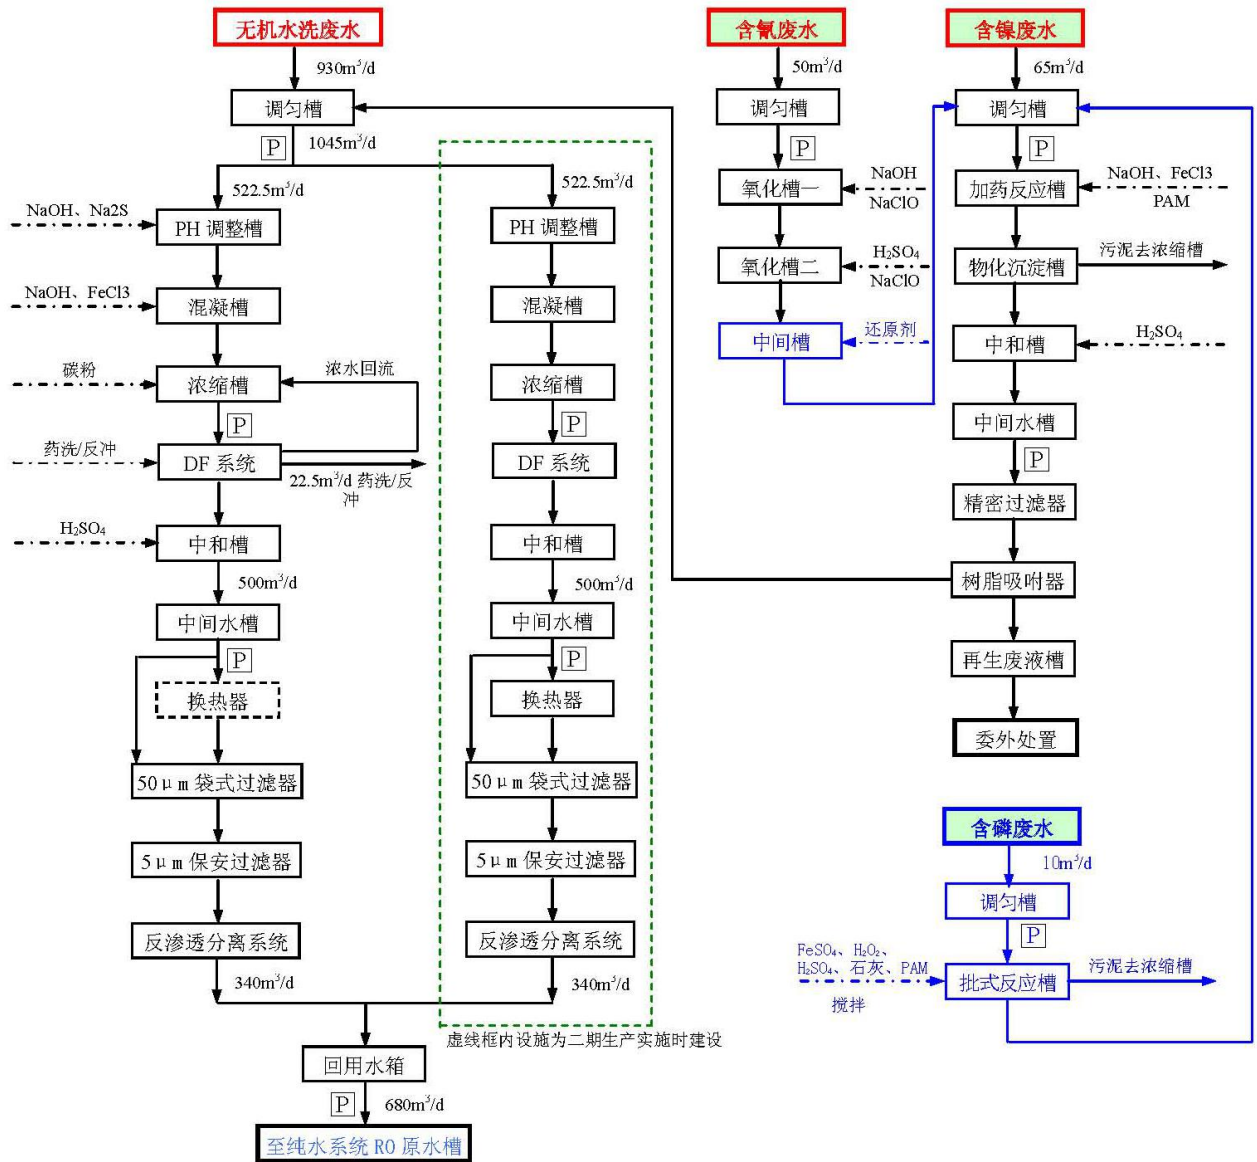 无机水洗废水
930m³/d
调匀槽
P
1045m³/d
522.5m³/d
NaOH、Na2S
PH 调整槽
NaOH、FeCl3
混凝槽
碳粉
浓缩槽
浓水回流
P
药洗/反冲
DF 系统
22.5m³/d 药洗/反
冲
H₂SO₄
中和槽
500m³/d
中间水槽
P
换热器
50μm 袋式过滤器
5μm 保安过滤器
反渗透分离系统
340m³/d
522.5m³/d
PH 调整槽
混凝槽
浓缩槽
P
DF 系统
中和槽
500m³/d
中间水槽
P
换热器
50μm 袋式过滤器
5μm 保安过滤器
反渗透分离系统
340m³/d
虚线框内设施为二期生产实施时建设
回用水箱
P
680m³/d
至纯水系统 RO 原水槽
含氰废水
50m³/d
调匀槽
P
氧化槽一
NaOH
NaClO
氧化槽二
H₂SO₄
NaClO
中间槽
还原剂
含镍废水
65m³/d
调匀槽
P
加药反应槽
NaOH、FeCl3
PAM
物化沉淀槽
污泥去浓缩槽
中和槽
H₂SO₄
中间水槽
P
精密过滤器
树脂吸咐器
再生废液槽
委外处置
含磷废水
10m³/d
调匀槽
P
FeSO₄、H₂O₂、
H₂SO₄、石灰、PAM
搅拌
批式反应槽
污泥去浓缩槽